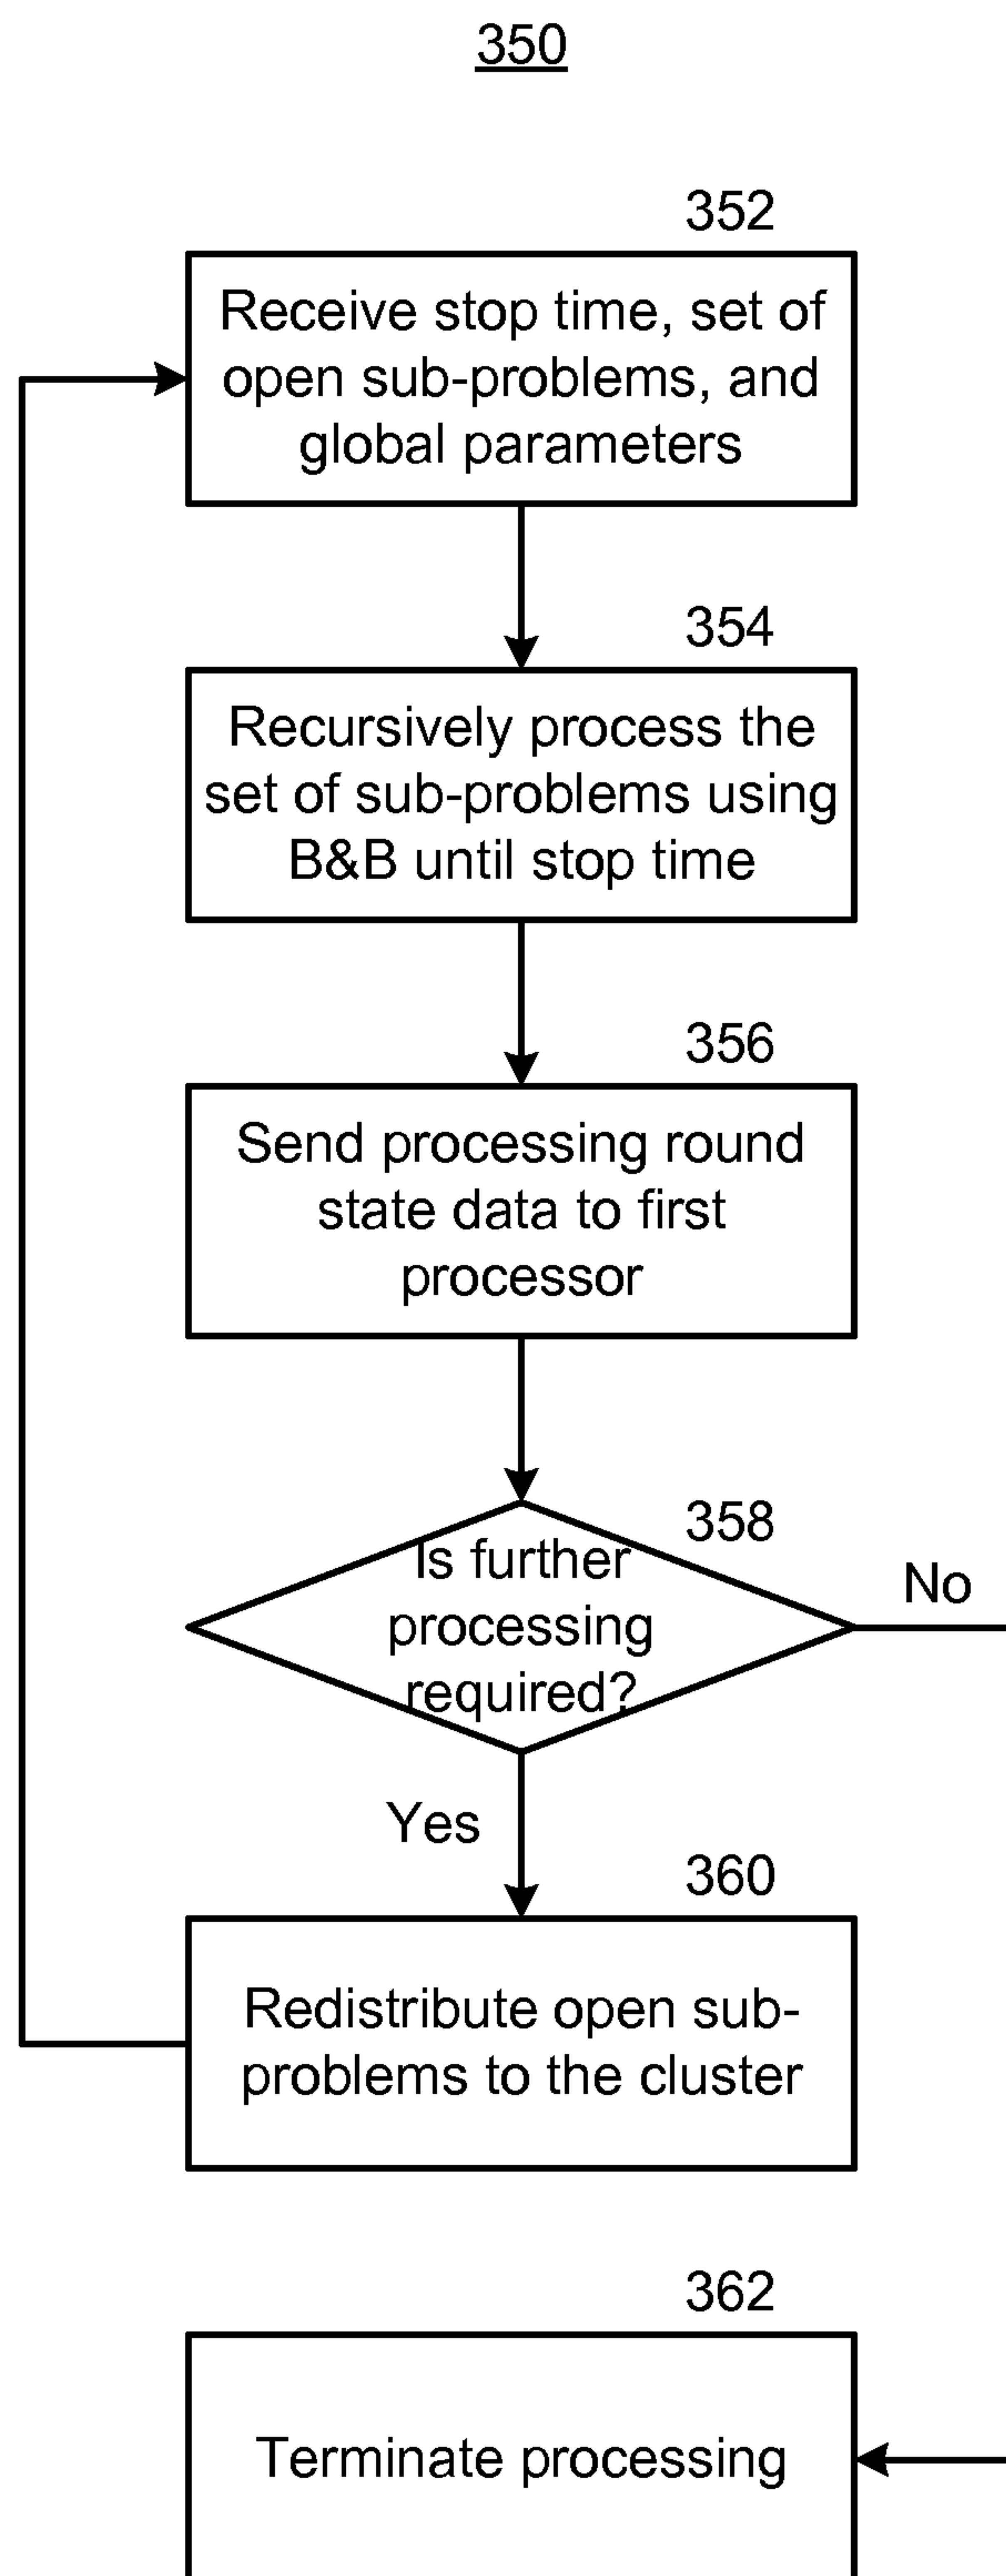 350
352
Receive stop time, set of
open sub-problems, and
global parameters
354
Recursively process the
set of sub-problems using
B&B until stop time
356
Send processing round
state data to first
processor
358
Is further
processing
required?
No
Yes
360
Redistribute open sub-
problems to the cluster
362
Terminate processing